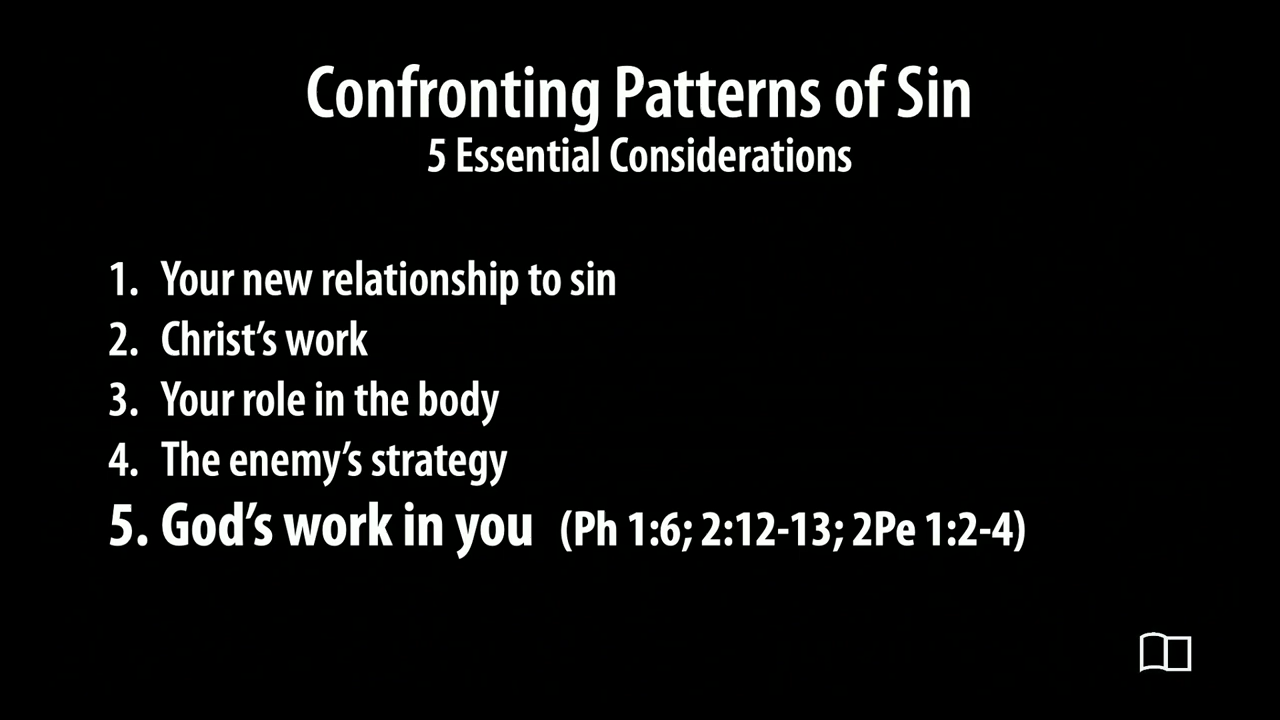 Confronting Patterns of Sin
5 Essential Considerations
1. Your new relationship to sin
2. Christ’s work
3. Your role in the body
4. The enemy’s strategy
5. God’s work in you (Ph 1:6; 2:12-13; 2Pe 1:2-4)